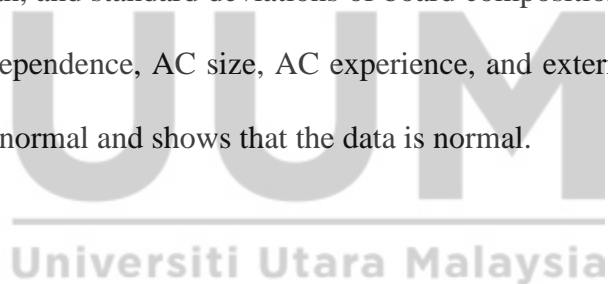 and standard deviations of board composition
ependence, AC size, AC experience, and extern
normal and shows that the data is normal.
UUM
Universiti Utara Malaysia